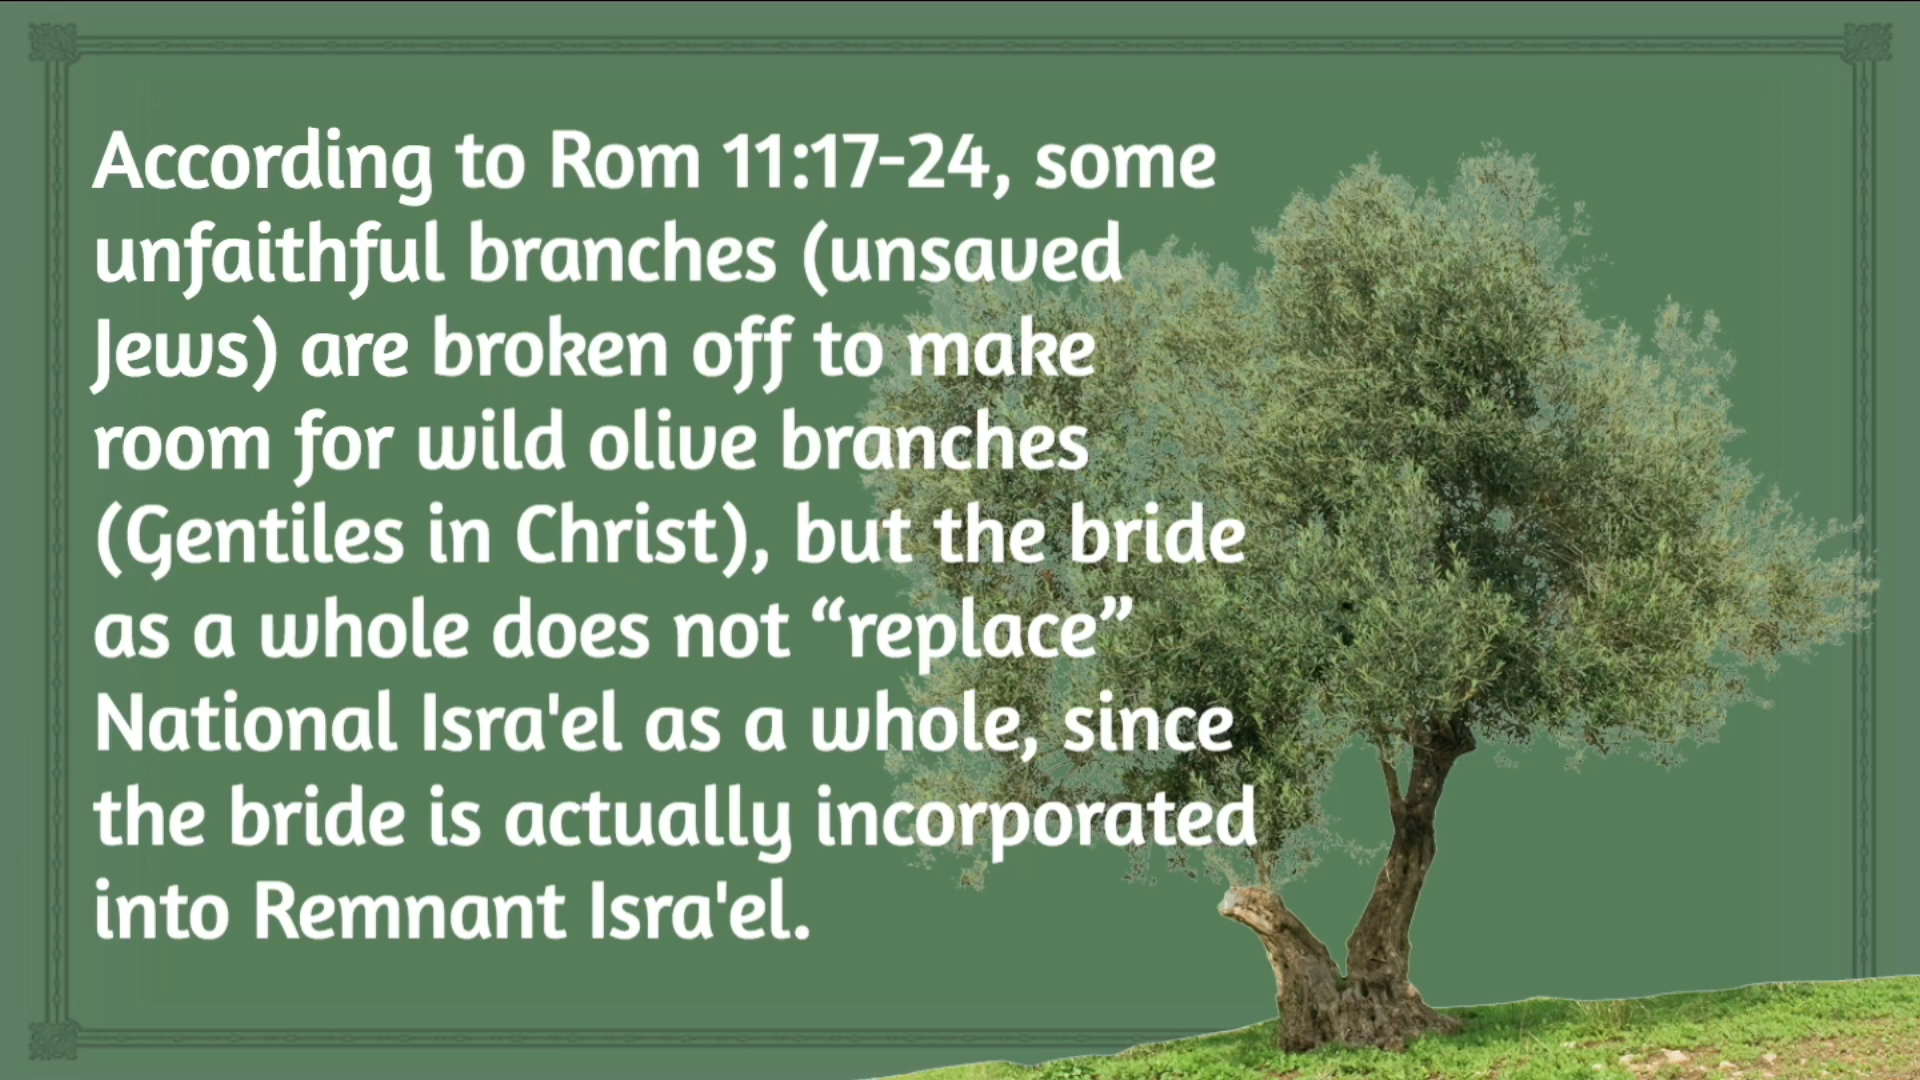 According to Rom 11:17-24, some
unfaithful branches (unsaved
Jews) are broken off to make
room for wild olive branches
(Gentiles in Christ), but the bride
as a whole does not “replace”
National Isra'el as a whole, since
the bride is actually incorporated
into Remnant Isra'el.